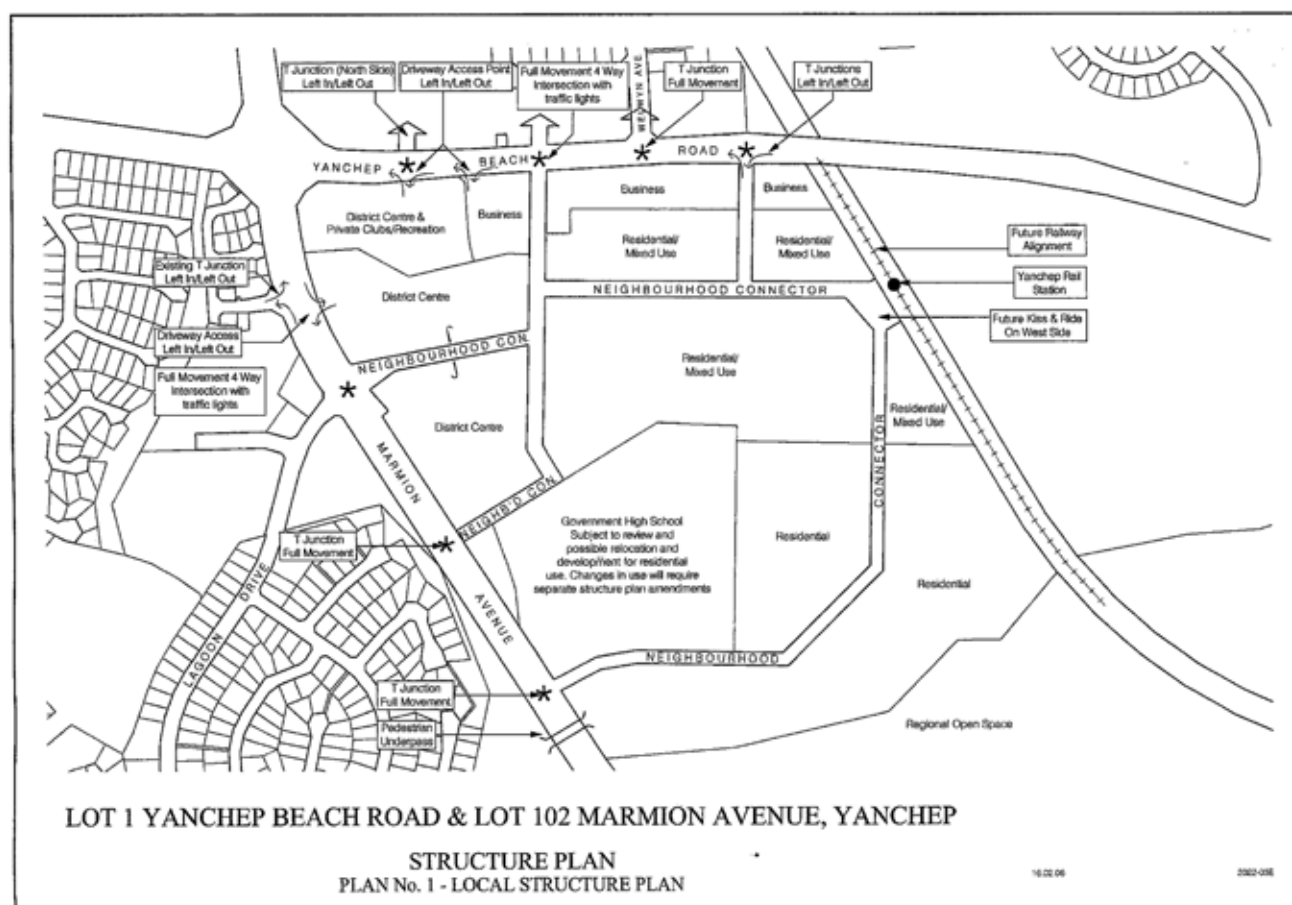 T Junction (North Side)
Left In/Left Out
Driveway Access Point
Left In/Left Out
Full Movement 4 Way
Intersection with
traffic lights
WELWYN AVE
T Junction
Full Movement
T Junctions
Left In/Left Out
YANCHEP BEACH ROAD
Business
Business
District Centre &
Private Clubs/Recreation
Business
Residential/
Mixed Use
Residential/
Mixed Use
Future Railway
Alignment
Existing T Junction
Left In/Left Out
Yanchep Rail
Station
District Centre
NEIGHBOURHOOD CONNECTOR
Future Kiss & Ride
On West Side
Driveway Access
Left In/Left Out
NEIGHBOURHOOD CON
Full Movement 4 Way
Intersection with
traffic lights
Residential/
Mixed Use
Residential/
Mixed Use
District Centre
MARMION AVENUE
CONNECTOR
NEIGHB'D CON
Government High School
Subject to review and
possible relocation and
development for residential
use. Changes in use will require
separate structure plan amendments
T Junction
Full Movement
Residential
Residential
LAGOON DRIVE
NEIGHBOURHOOD
T Junction
Full Movement
Pedestrian
Underpass
Regional Open Space
LOT 1 YANCHEP BEACH ROAD & LOT 102 MARMION AVENUE, YANCHEP
STRUCTURE PLAN
PLAN No. 1 - LOCAL STRUCTURE PLAN
16.02.06